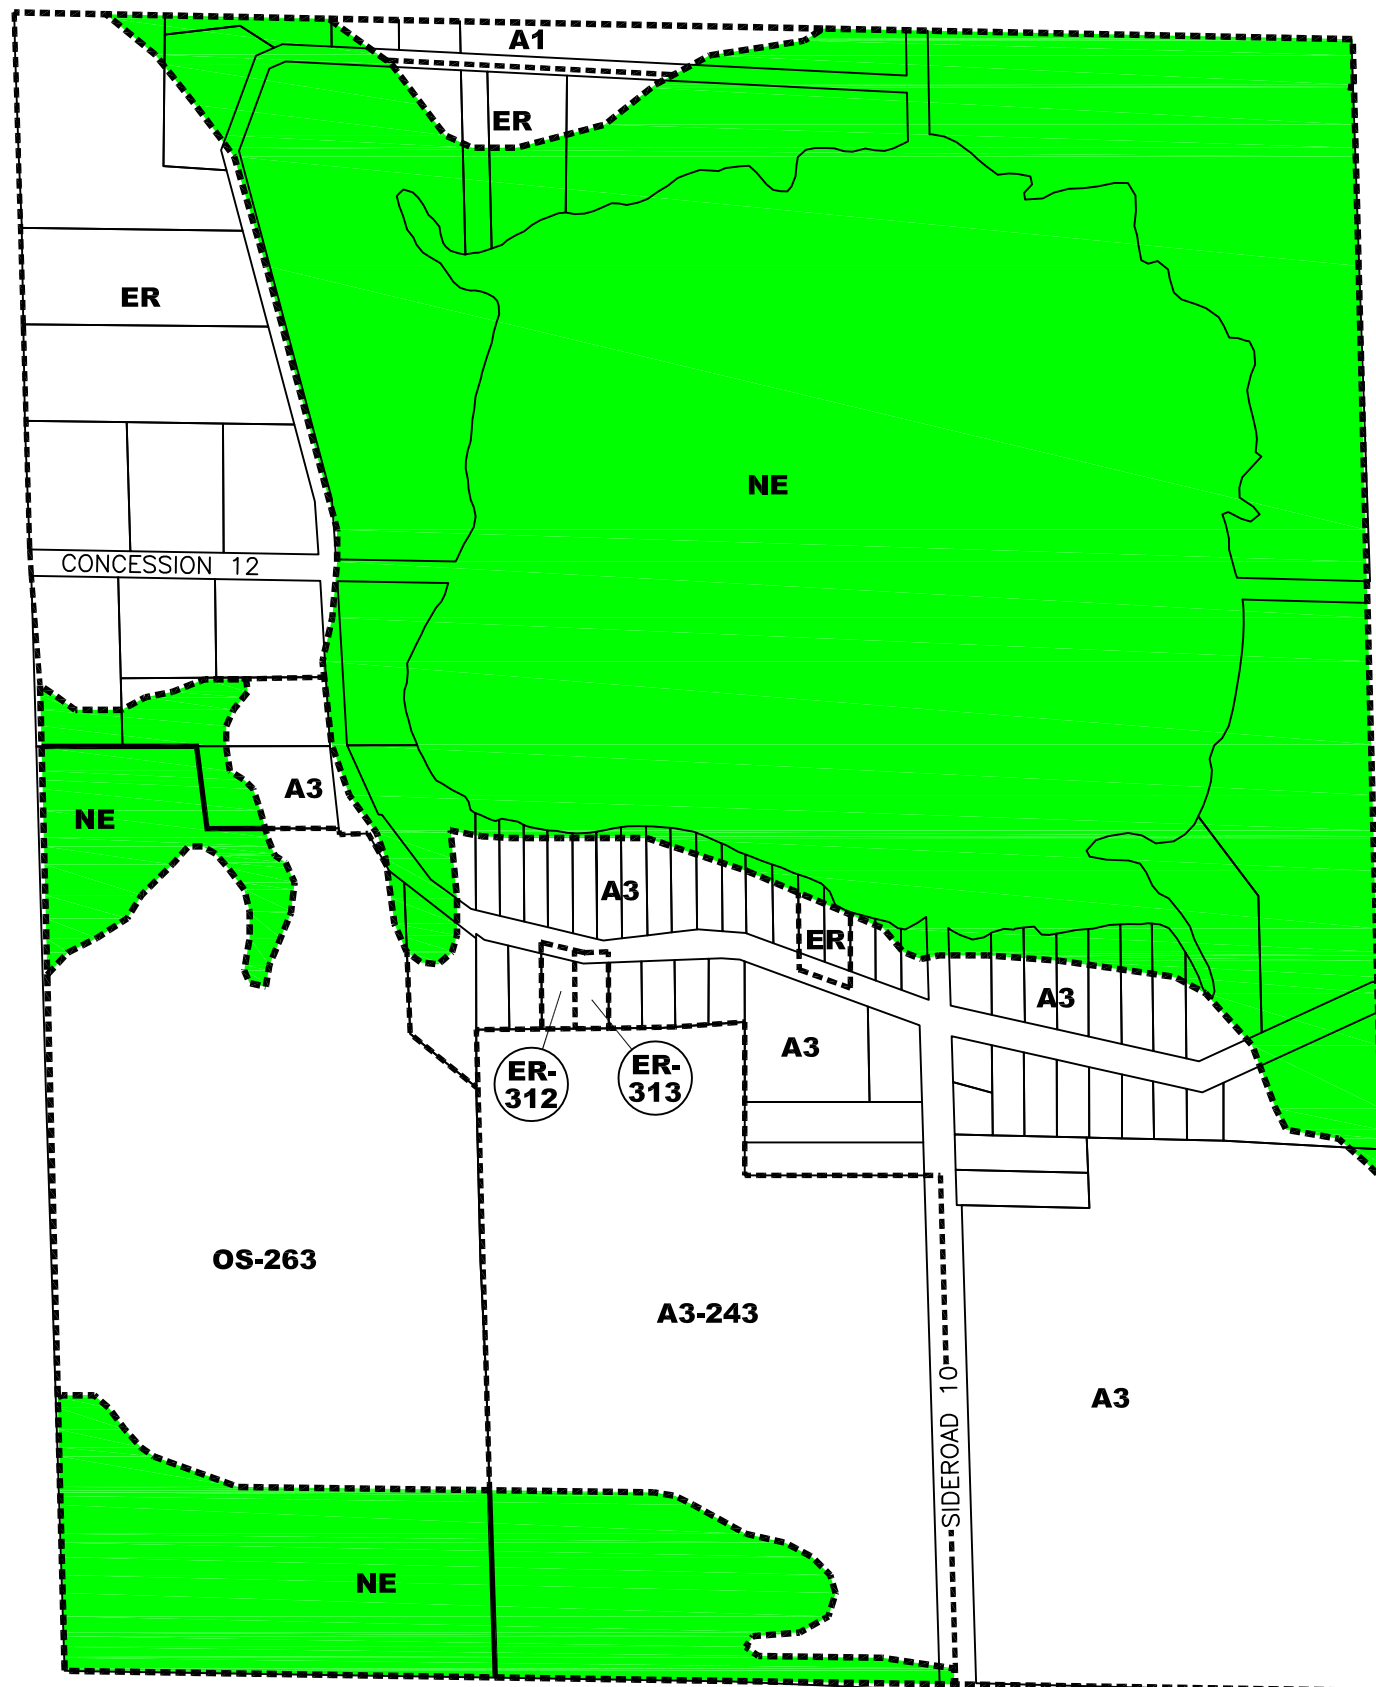 A1
ER
ER
NE
CONCESSION 12
A3
NE
A3
ER
A3
A3
ER-
312
ER-
313
OS-263
A3-243
SIDEROAD 10
A3
NE